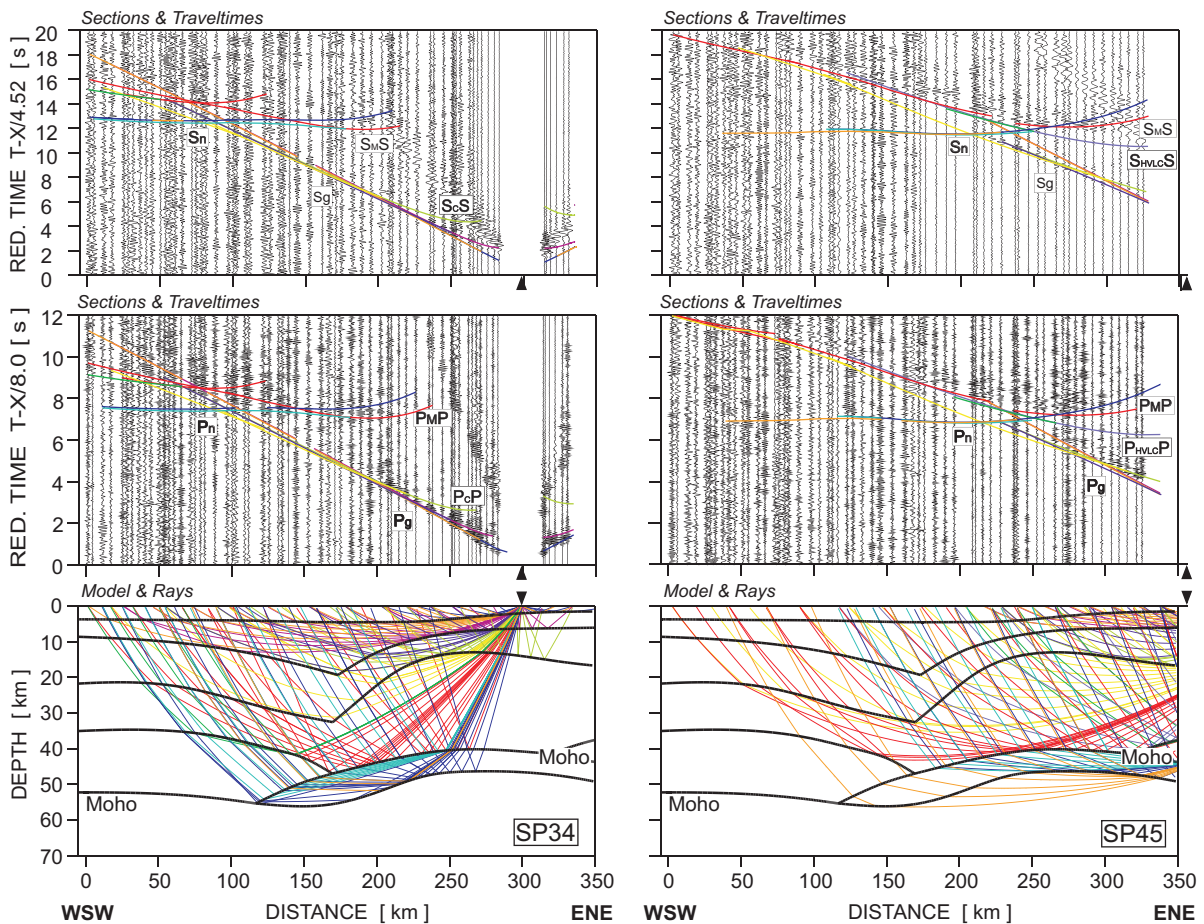 Sections & Traveltimes
Sections & Traveltimes
RED. TIME T-X/4.52 [ s ]
20
18
16
14
12
10
8
6
4
2
0
Sn
SMS
Sg
ScS
Sn
SMS
SHVLCS
Sg
Sections & Traveltimes
Sections & Traveltimes
RED. TIME T-X/8.0 [ s ]
12
10
8
6
4
2
0
Pn
PMP
PcP
Pg
Pn
PMP
PHVLCP
Pg
Model & Rays
Model & Rays
DEPTH [ km ]
0
10
20
30
40
50
60
70
Moho
Moho
SP34
Moho
Moho
SP45
0 50 100 150 200 250 300 350
0 50 100 150 200 250 300 350
WSW DISTANCE [ km ] ENE
WSW DISTANCE [ km ] ENE